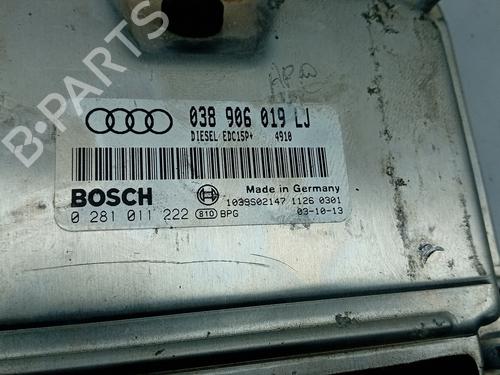 038 906 019 LJ
DIESEL EDC15P+ 4910
BOSCH
Made in Germany
1039S02147 1126 0301
0 281 011 222 810 BPG
03-10-13
B-PARTS